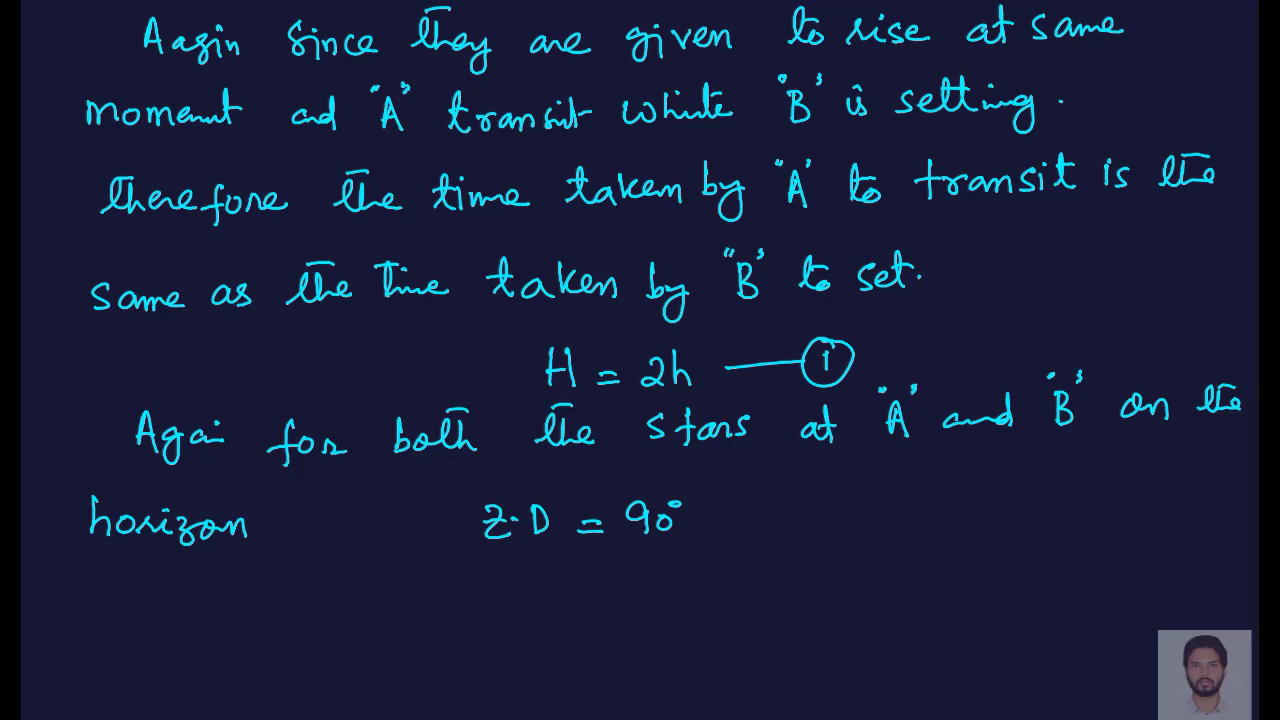 Aagin since they are given to rise at same
moment and "A" transit while "B" is setting.
therefore the time taken by "A" to transit is the
same as the time taken by "B" to set.
H = 2h — ①
Again for both the stars at "A" and "B" on the
horizon Z.D = 90°